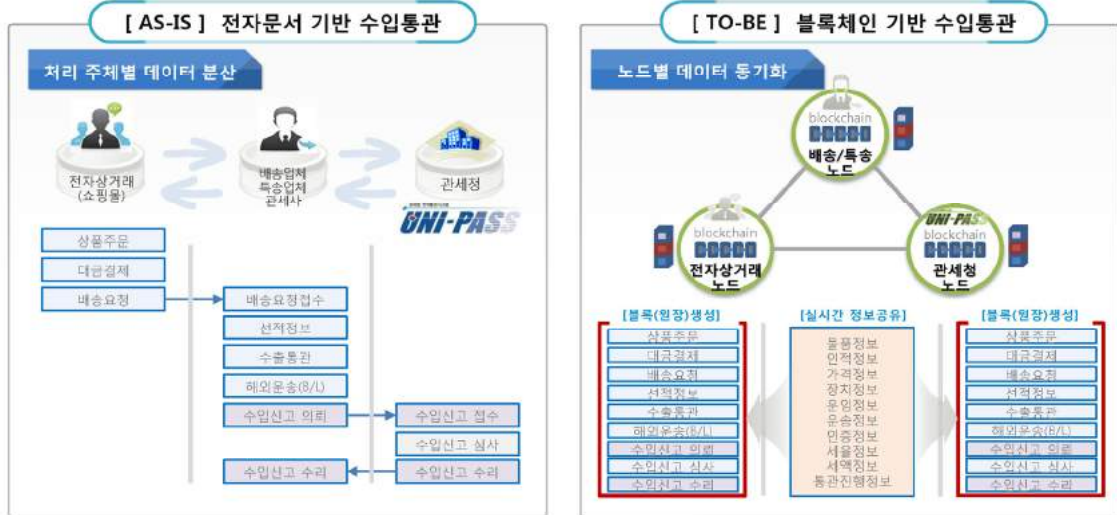 [ AS-IS ] 전자문서 기반 수입통관
처리 주체별 데이터 분산
전자상거래
(쇼핑몰)
배송업체
특송업체
관세사
관세청
UNI-PASS
상품주문
대금결제
배송요청
배송요청접수
선적정보
수출통관
해외운송(B/L)
수입신고 의뢰
수입신고 접수
수입신고 심사
수입신고 수리
수입신고 수리
[ TO-BE ] 블록체인 기반 수입통관
노드별 데이터 동기화
blockchain
배송/특송
노드
blockchain
전자상거래
노드
UNI-PASS
blockchain
관세청
노드
[블록(원장)생성]
상품주문
대금결제
배송요청
선적정보
수출통관
해외운송(B/L)
수입신고 의뢰
수입신고 심사
수입신고 수리
[실시간 정보공유]
물품정보
인적정보
가격정보
장치정보
운임정보
운송정보
인증정보
세율정보
세액정보
통관진행정보
[블록(원장)생성]
상품주문
대금결제
배송요청
선적정보
수출통관
해외운송(B/L)
수입신고 의뢰
수입신고 심사
수입신고 수리